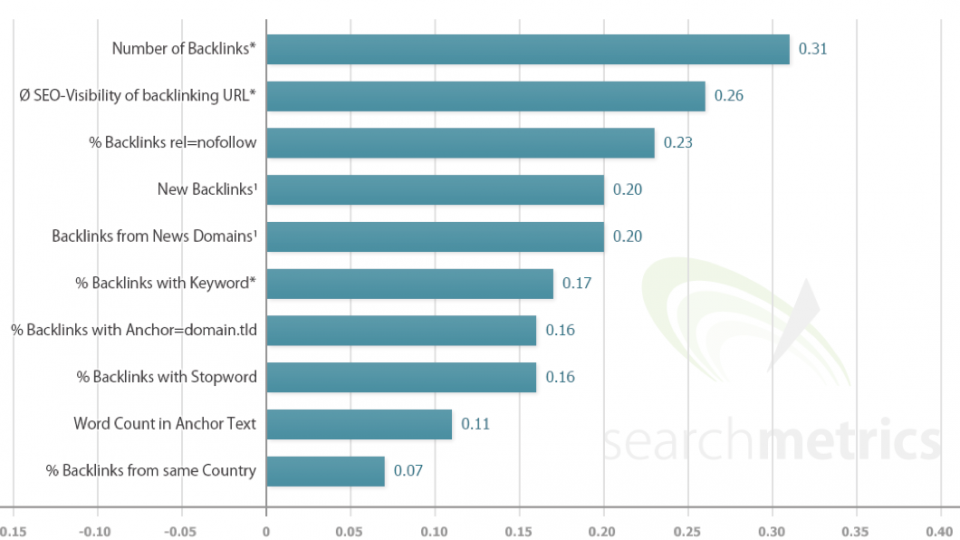 Number of Backlinks* 0.31
Ø SEO-Visibility of backlinking URL* 0.26
% Backlinks rel=nofollow 0.23
New Backlinks¹ 0.20
Backlinks from News Domains¹ 0.20
% Backlinks with Keyword* 0.17
% Backlinks with Anchor=domain.tld 0.16
% Backlinks with Stopword 0.16
Word Count in Anchor Text 0.11
searchmetrics
% Backlinks from same Country 0.07
0.15 -0.10 -0.05 0 0.05 0.10 0.15 0.20 0.25 0.30 0.35 0.40